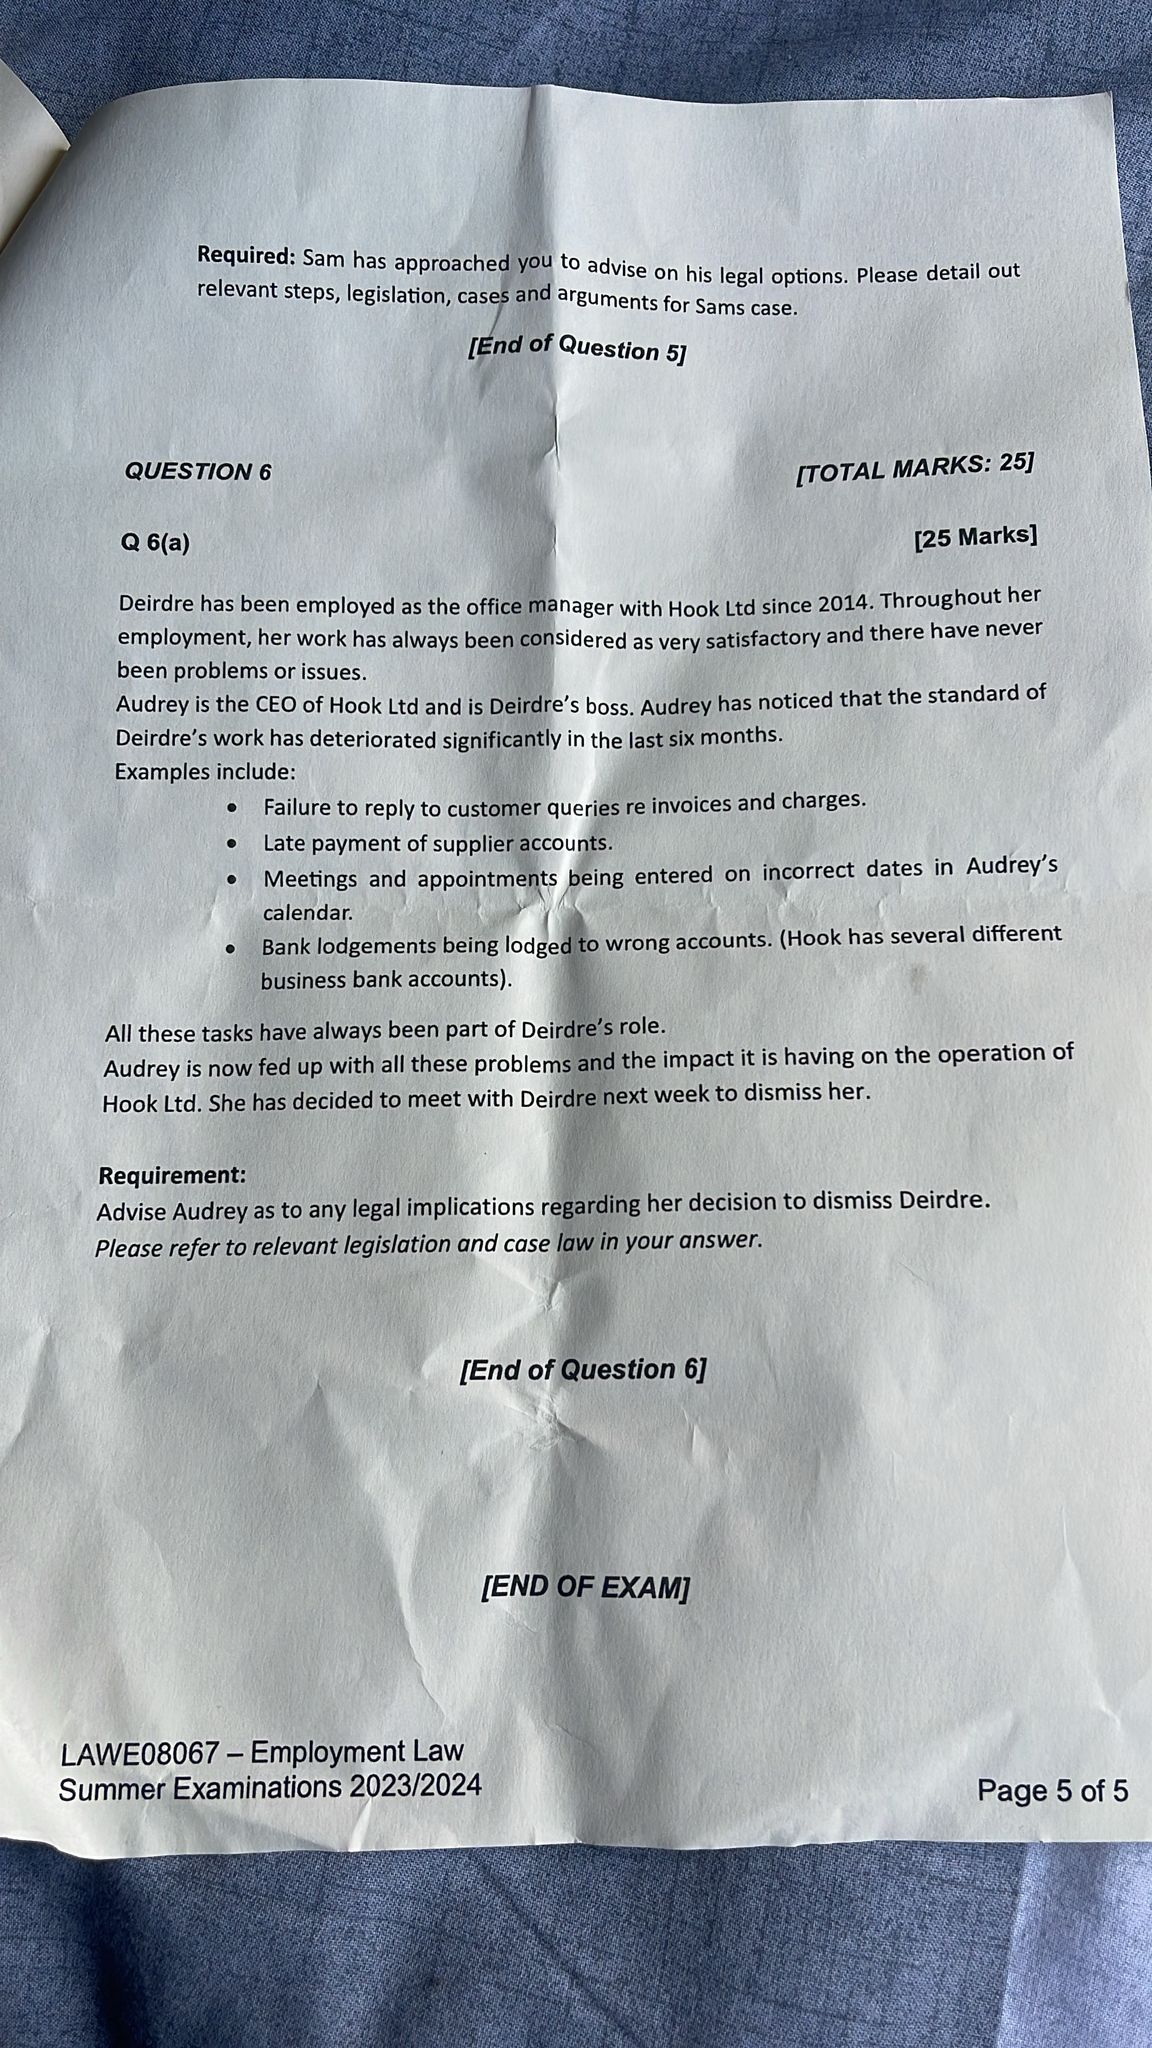 Required: Sam has approached you to advise on his legal options. Please detail out
relevant steps, legislation, cases and arguments for Sams case.
[End of Question 5]
QUESTION 6 [TOTAL MARKS: 25]
Q 6(a) [25 Marks]
Deirdre has been employed as the office manager with Hook Ltd since 2014. Throughout her
employment, her work has always been considered as very satisfactory and there have never
been problems or issues.
Audrey is the CEO of Hook Ltd and is Deirdre's boss. Audrey has noticed that the standard of
Deirdre's work has deteriorated significantly in the last six months.
Examples include:
• Failure to reply to customer queries re invoices and charges.
• Late payment of supplier accounts.
• Meetings and appointments being entered on incorrect dates in Audrey's
calendar.
• Bank lodgements being lodged to wrong accounts. (Hook has several different
business bank accounts).
All these tasks have always been part of Deirdre's role.
Audrey is now fed up with all these problems and the impact it is having on the operation of
Hook Ltd. She has decided to meet with Deirdre next week to dismiss her.
Requirement:
Advise Audrey as to any legal implications regarding her decision to dismiss Deirdre.
Please refer to relevant legislation and case law in your answer.
[End of Question 6]
[END OF EXAM]
LAWE08067 – Employment Law
Summer Examinations 2023/2024 Page 5 of 5